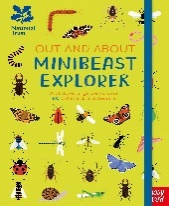 National
Trust
OUT AND ABOUT
MINIBEAST
EXPLORER
nosy
crow